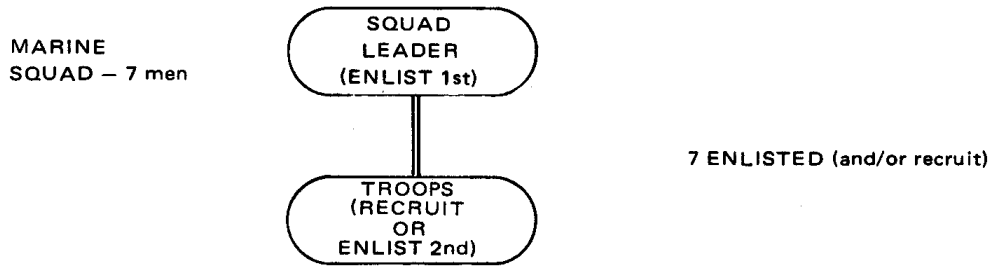 MARINE
SQUAD – 7 men
SQUAD
LEADER
(ENLIST 1st)
7 ENLISTED (and/or recruit)
TROOPS
(RECRUIT
OR
ENLIST 2nd)